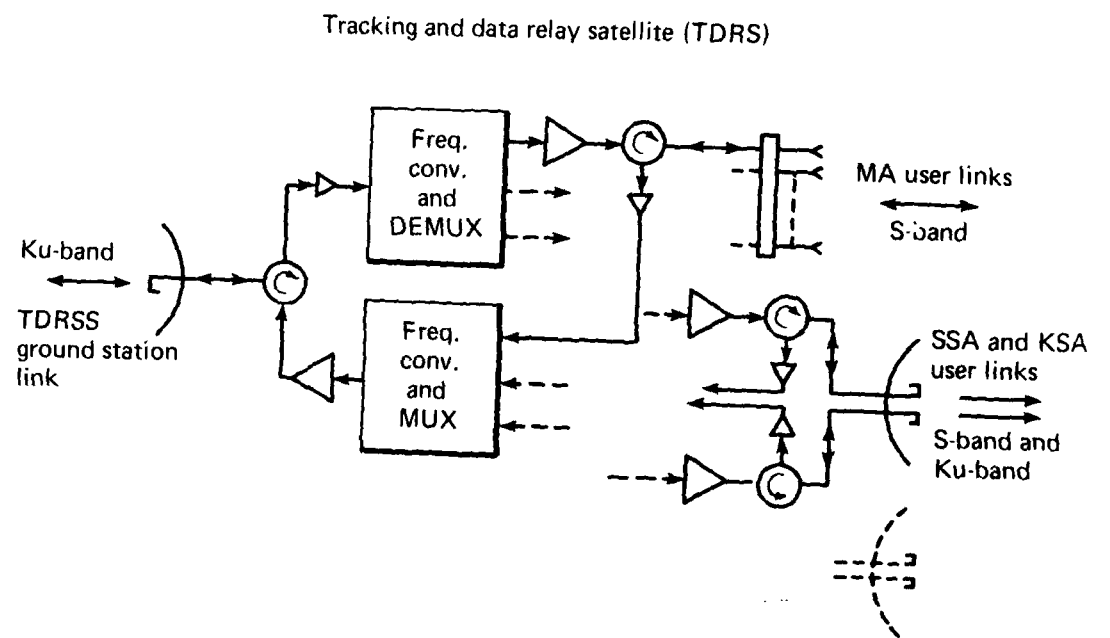 Tracking and data relay satellite (TDRS)
Freq.
conv.
and
DEMUX
MA user links
S-band
Ku-band
TDRSS
ground station
link
Freq.
conv.
and
MUX
SSA and KSA
user links
S-band and
Ku-band